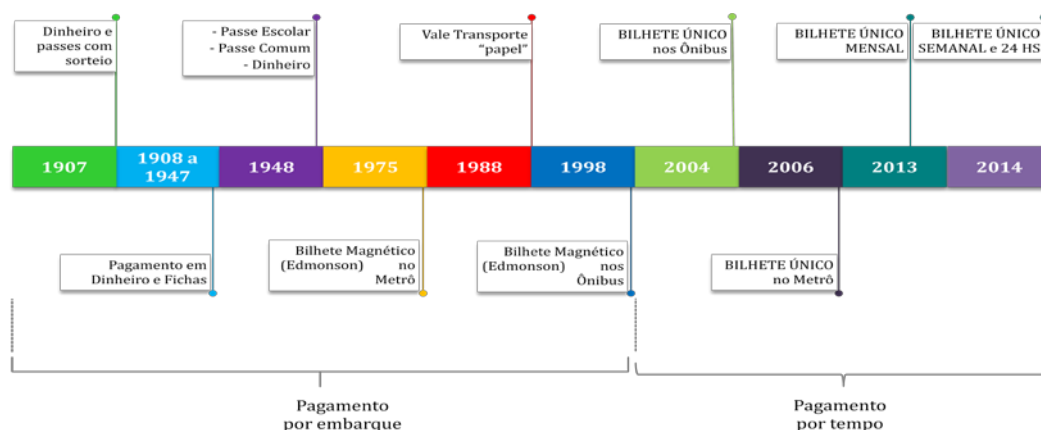 Dinheiro e
passes com
sorteio
- Passe Escolar
- Passe Comum
- Dinheiro
Vale Transporte
“papel”
BILHETE ÚNICO
nos Ônibus
BILHETE ÚNICO
MENSAL
BILHETE ÚNICO
SEMANAL e 24 HS
1907
1908 a
1947
1948
1975
1988
1998
2004
2006
2013
2014
Pagamento em
Dinheiro e Fichas
Bilhete Magnético
(Edmonson) no
Metrô
Bilhete Magnético
(Edmonson) nos
Ônibus
BILHETE ÚNICO
no Metrô
Pagamento
por embarque
Pagamento
por tempo